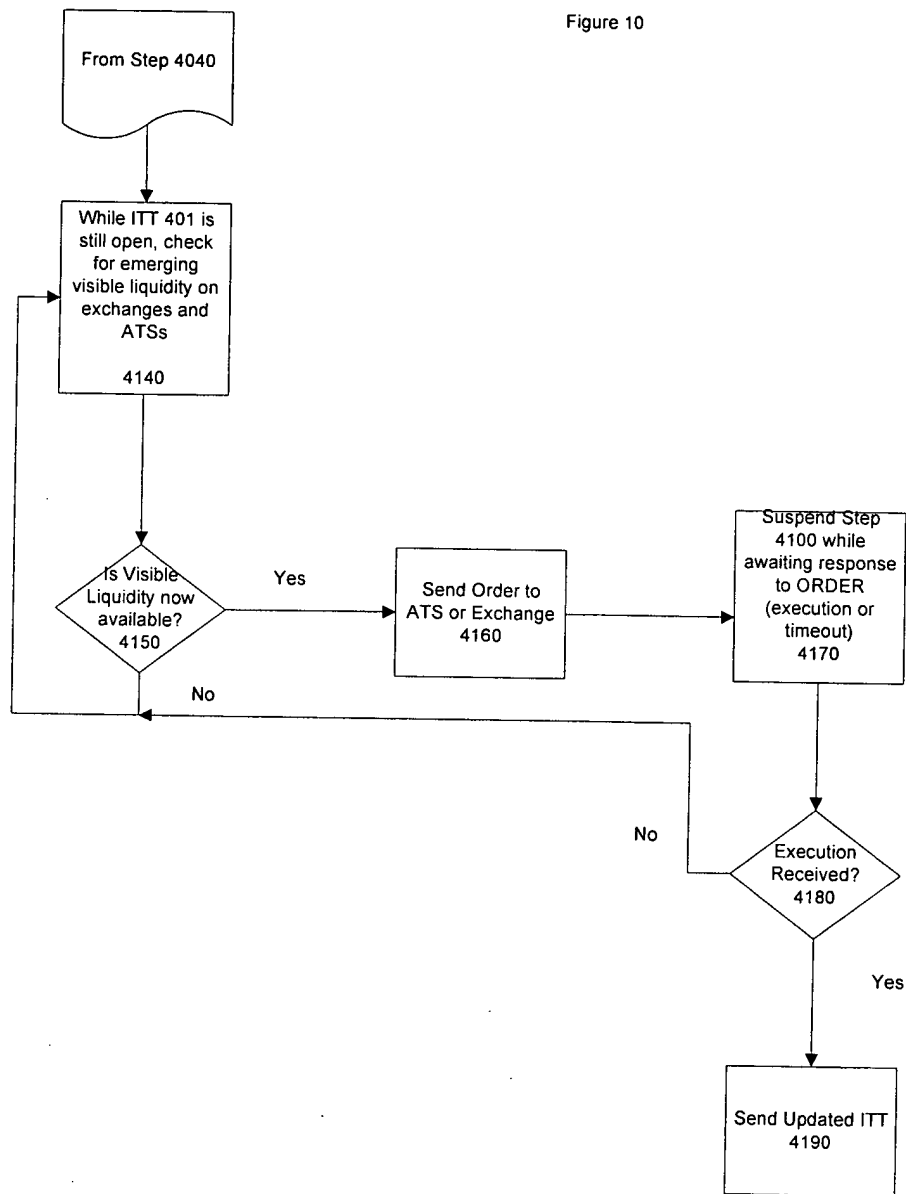 Figure 10
From Step 4040
While ITT 401 is
still open, check
for emerging
visible liquidity on
exchanges and
ATSs
4140
Is Visible
Liquidity now
available?
4150
Yes
No
Send Order to
ATS or Exchange
4160
Suspend Step
4100 while
awaiting response
to ORDER
(execution or
timeout)
4170
No
Execution
Received?
4180
Yes
Send Updated ITT
4190